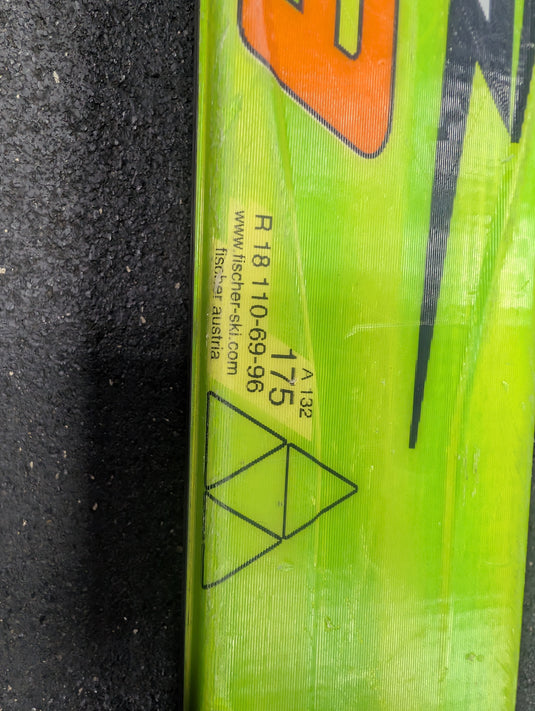 A 132
175
R 18 110-69-96
www.fischer-ski.com
fischer austria